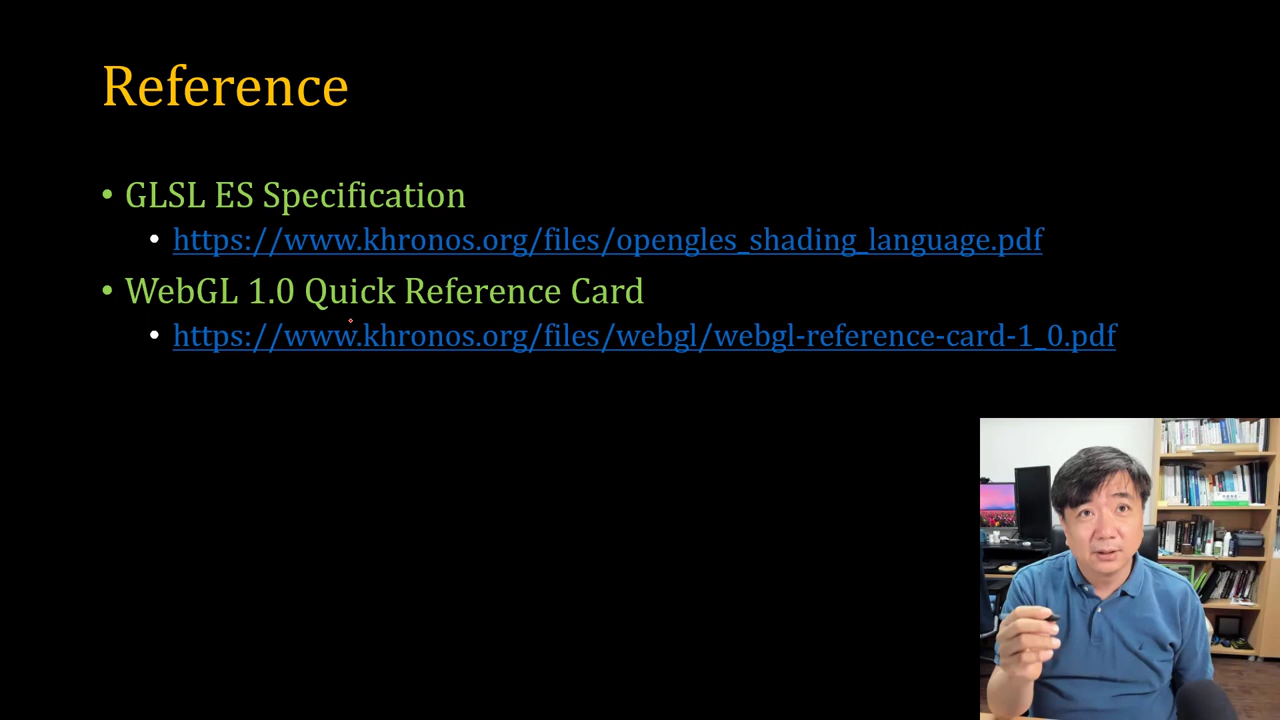 Reference
• GLSL ES Specification
• https://www.khronos.org/files/opengles_shading_language.pdf
• WebGL 1.0 Quick Reference Card
• https://www.khronos.org/files/webgl/webgl-reference-card-1_0.pdf